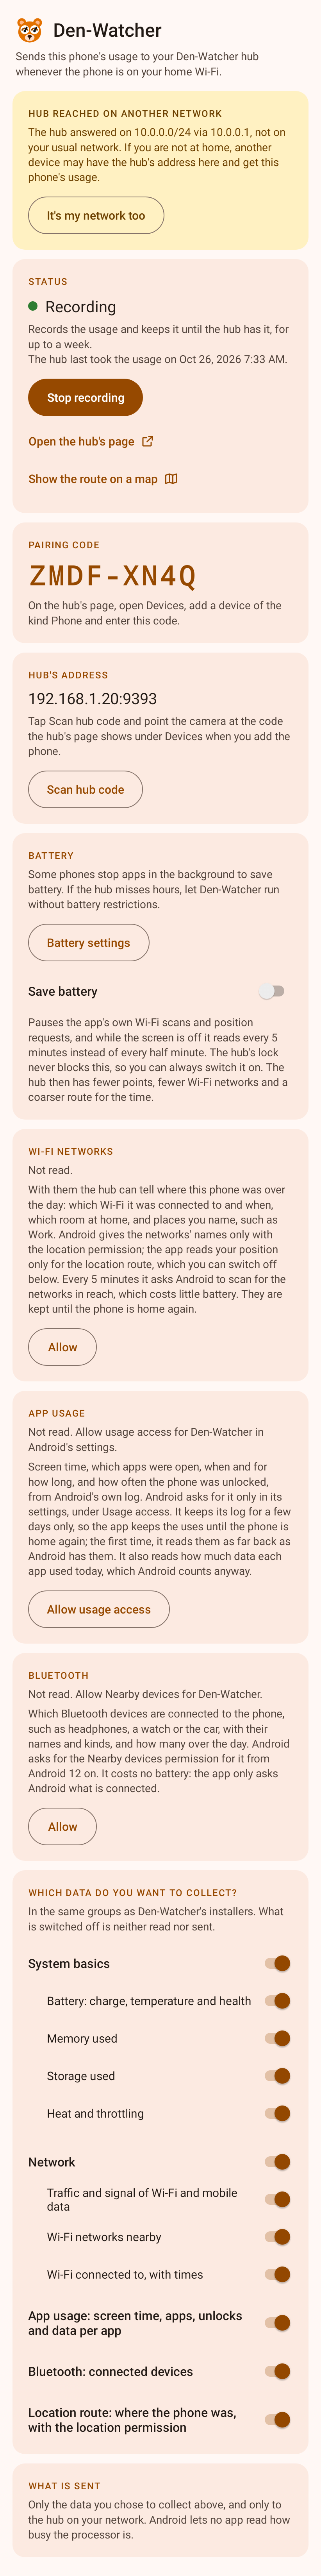 Den-Watcher
Sends this phone's usage to your Den-Watcher hub
whenever the phone is on your home Wi-Fi.
HUB REACHED ON ANOTHER NETWORK
The hub answered on 10.0.0.0/24 via 10.0.0.1, not on
your usual network. If you are not at home, another
device may have the hub's address here and get this
phone's usage.
It's my network too
STATUS
Recording
Records the usage and keeps it until the hub has it, for
up to a week.
The hub last took the usage on Oct 26, 2026 7:33 AM.
Stop recording
Open the hub's page
Show the route on a map
PAIRING CODE
ZMDF-XN4Q
On the hub's page, open Devices, add a device of the
kind Phone and enter this code.
HUB'S ADDRESS
192.168.1.20:9393
Tap Scan hub code and point the camera at the code
the hub's page shows under Devices when you add the
phone.
Scan hub code
BATTERY
Some phones stop apps in the background to save
battery. If the hub misses hours, let Den-Watcher run
without battery restrictions.
Battery settings
Save battery
Pauses the app's own Wi-Fi scans and position
requests, and while the screen is off it reads every 5
minutes instead of every half minute. The hub's lock
never blocks this, so you can always switch it on. The
hub then has fewer points, fewer Wi-Fi networks and a
coarser route for the time.
WI-FI NETWORKS
Not read.
With them the hub can tell where this phone was over
the day: which Wi-Fi it was connected to and when,
which room at home, and places you name, such as
Work. Android gives the networks' names only with
the location permission; the app reads your position
only for the location route, which you can switch off
below. Every 5 minutes it asks Android to scan for the
networks in reach, which costs little battery. They are
kept until the phone is home again.
Allow
APP USAGE
Not read. Allow usage access for Den-Watcher in
Android's settings.
Screen time, which apps were open, when and for
how long, and how often the phone was unlocked,
from Android's own log. Android asks for it only in its
settings, under Usage access. It keeps its log for a few
days only, so the app keeps the uses until the phone is
home again; the first time, it reads them as far back as
Android has them. It also reads how much data each
app used today, which Android counts anyway.
Allow usage access
BLUETOOTH
Not read. Allow Nearby devices for Den-Watcher.
Which Bluetooth devices are connected to the phone,
such as headphones, a watch or the car, with their
names and kinds, and how many over the day. Android
asks for the Nearby devices permission for it from
Android 12 on. It costs no battery: the app only asks
Android what is connected.
Allow
WHICH DATA DO YOU WANT TO COLLECT?
In the same groups as Den-Watcher's installers. What
is switched off is neither read nor sent.
System basics
Battery: charge, temperature and health
Memory used
Storage used
Heat and throttling
Network
Traffic and signal of Wi-Fi and mobile
data
Wi-Fi networks nearby
Wi-Fi connected to, with times
App usage: screen time, apps, unlocks
and data per app
Bluetooth: connected devices
Location route: where the phone was,
with the location permission
WHAT IS SENT
Only the data you chose to collect above, and only to
the hub on your network. Android lets no app read how
busy the processor is.